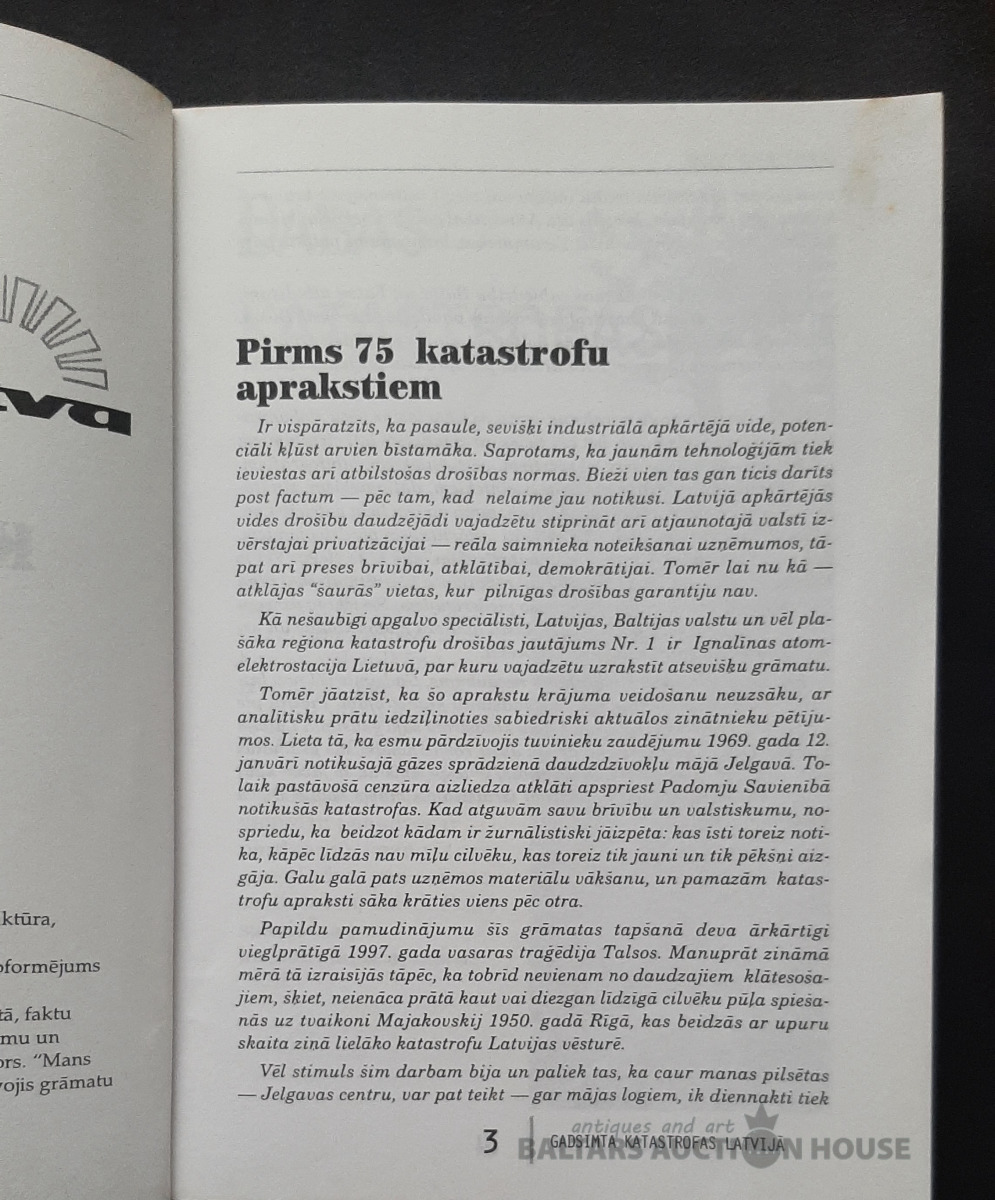 tva
ktūra,
oformējums
tā, faktu
mu un
ors. “Mans
vojis grāmatu
Pirms 75 katastrofu
aprakstiem
Ir vispāratzīts, ka pasaule, sevišķi industriālā apkārtējā vide, poten-
ciāli kļūst arvien bīstamāka. Saprotams, ka jaunām tehnoloģijām tiek
ieviestas arī atbilstošas drošības normas. Bieži vien tas gan ticis darīts
post factum — pēc tam, kad nelaime jau notikusi. Latvijā apkārtējās
vides drošību daudzējādi vajadzētu stiprināt arī atjaunotajā valstī iz-
vērstajai privatizācijai — reāla saimnieka noteikšanai uzņēmumos, tā-
pat arī preses brīvībai, atklātībai, demokrātijai. Tomēr lai nu kā —
atklājas “šaurās” vietas, kur pilnīgas drošības garantiju nav.
Kā nešaubīgi apgalvo speciālisti, Latvijas, Baltijas valstu un vēl pla-
šāka reģiona katastrofu drošības jautājums Nr. 1 ir Ignalīnas atom-
elektrostacija Lietuvā, par kuru vajadzētu uzrakstīt atsevišķu grāmatu.
Tomēr jāatzīst, ka šo aprakstu krājuma veidošanu neuzsāku, ar
analītisku prātu iedziļinoties sabiedriski aktuālos zinātnieku pētīju-
mos. Lieta tā, ka esmu pārdzīvojis tuvinieku zaudējumu 1969. gada 12.
janvārī notikušajā gāzes sprādzienā daudzdzīvokļu mājā Jelgavā. To-
laik pastāvošā cenzūra aizliedza atklāti apspriest Padomju Savienībā
notikušās katastrofas. Kad atguvām savu brīvību un valstiskumu, no-
spriedu, ka beidzot kādam ir žurnālistiski jāizpēta: kas īsti toreiz noti-
ka, kāpēc līdzās nav mīļu cilvēku, kas toreiz tik jauni un tik pēkšņi aiz-
gāja. Galu galā pats uzņēmos materiālu vākšanu, un pamazām katas-
trofu apraksti sāka krāties viens pēc otra.
Papildu pamudinājumu šīs grāmatas tapšanā deva ārkārtīgi
vieglprātīgā 1997. gada vasaras traģēdija Talsos. Manuprāt zināmā
mērā tā izraisījās tāpēc, ka tobrīd nevienam no daudzajiem klātesoša-
jiem, šķiet, neienāca prātā kaut vai diezgan līdzīgā cilvēku pūļa spieša-
nās uz tvaikoni Majakovskij 1950. gadā Rīgā, kas beidzās ar upuru
skaita ziņā lielāko katastrofu Latvijas vēsturē.
Vēl stimuls šim darbam bija un paliek tas, ka caur manas pilsētas
— Jelgavas centru, var pat teikt — gar mājas logiem, ik diennakti tiek
3 GADSIMTA KATASTROFAS LATVIJĀ
antiques and art
BALTARS AUCTION HOUSE